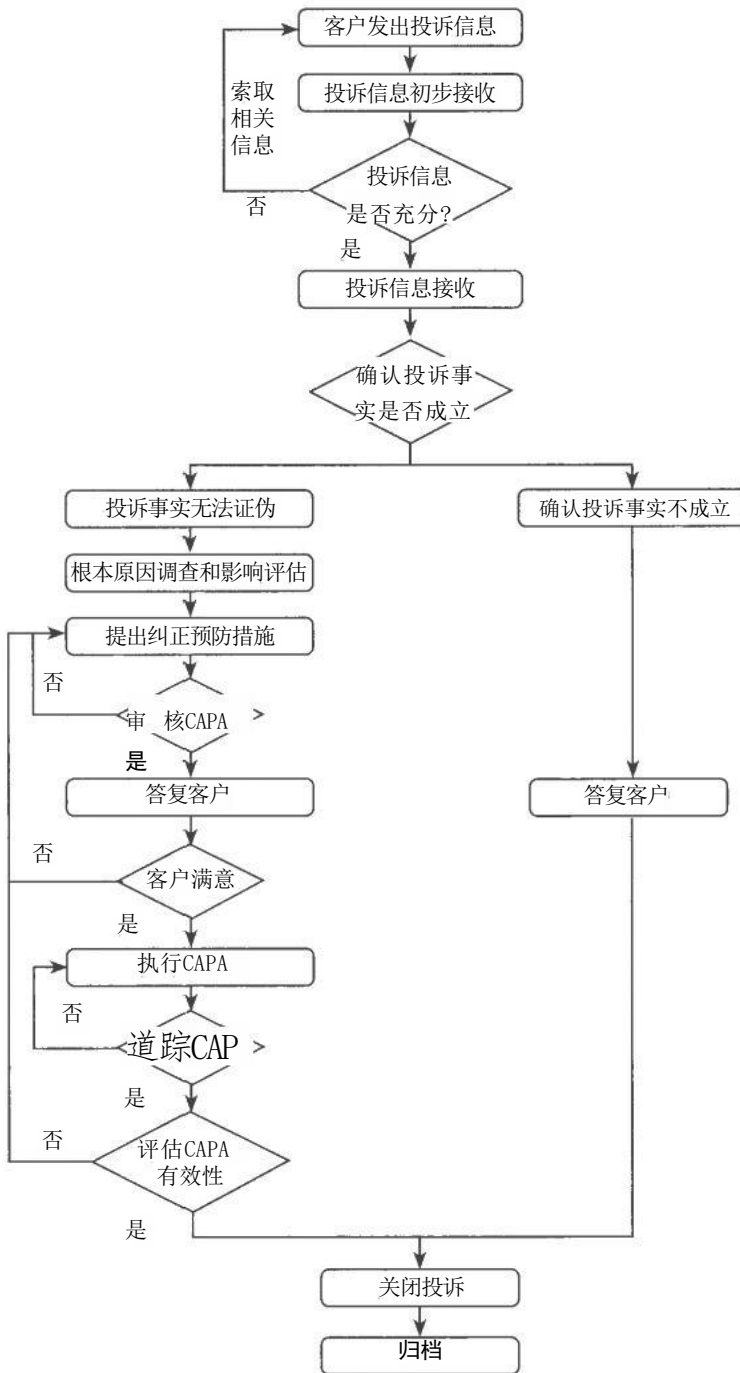 客户发出投诉信息
索取
相关
信息
投诉信息初步接收
投诉信息
是否充分?
否
是
投诉信息接收
确认投诉事
实是否成立
投诉事实无法证伪
确认投诉事实不成立
根本原因调查和影响评估
提出纠正预防措施
否
审 核CAPA
是
答复客户
答复客户
否
客户满意
是
执行CAPA
否
道踪CAP
是
否
评估CAPA
有效性
是
关闭投诉
归档